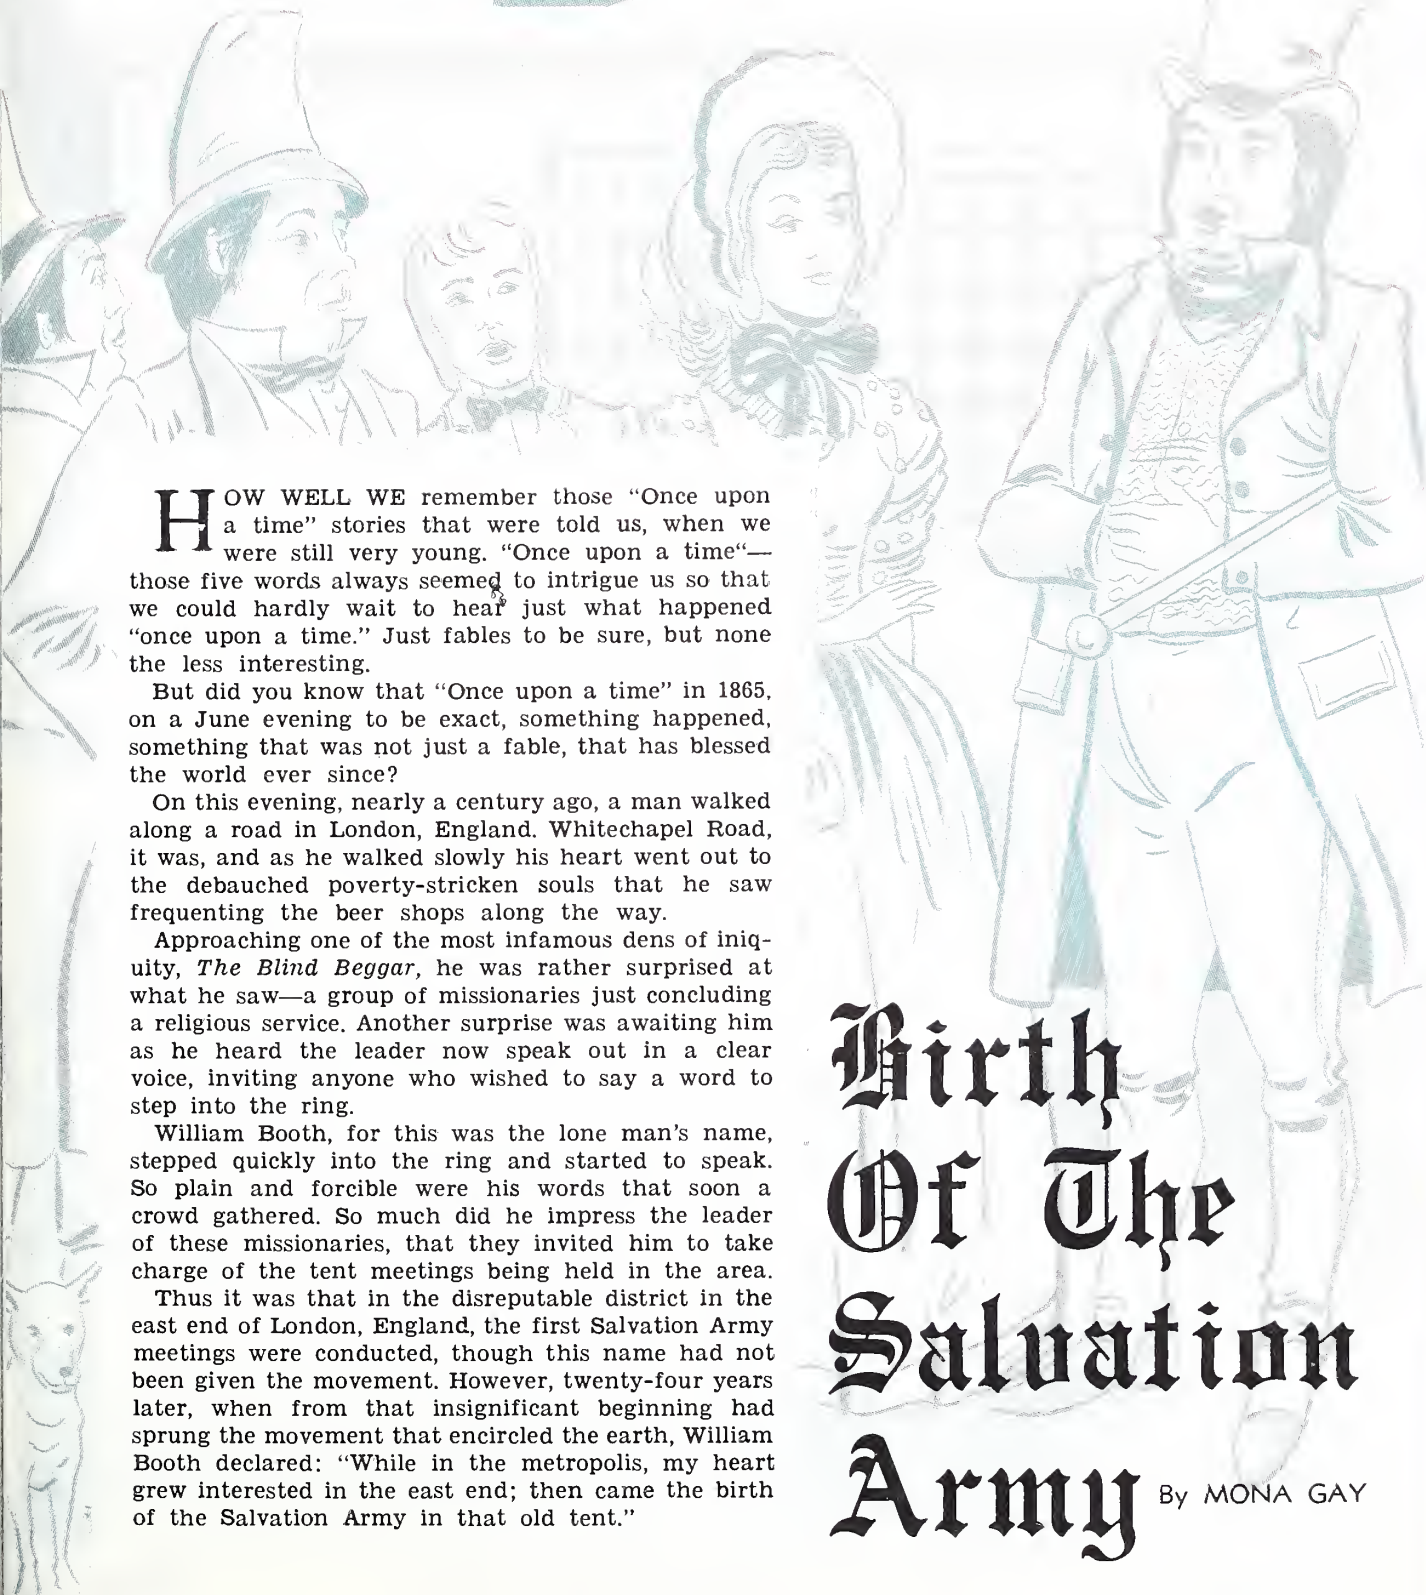 Birth
Of The
Salvation
Army
By MONA GAY
HOW WELL WE remember those “Once upon
a time” stories that were told us, when we
were still very young. “Once upon a time“—
those five words always seemed to intrigue us so that
we could hardly wait to hear just what happened
“once upon a time.” Just fables to be sure, but none
the less interesting.
But did you know that “Once upon a time” in 1865,
on a June evening to be exact, something happened,
something that was not just a fable, that has blessed
the world ever since?
On this evening, nearly a century ago, a man walked
along a road in London, England. Whitechapel Road,
it was, and as he walked slowly his heart went out to
the debauched poverty-stricken souls that he saw
frequenting the beer shops along the way.
Approaching one of the most infamous dens of iniq-
uity, The Blind Beggar, he was rather surprised at
what he saw—a group of missionaries just concluding
a religious service. Another surprise was awaiting him
as he heard the leader now speak out in a clear
voice, inviting anyone who wished to say a word to
step into the ring.
William Booth, for this was the lone man’s name,
stepped quickly into the ring and started to speak.
So plain and forcible were his words that soon a
crowd gathered. So much did he impress the leader
of these missionaries, that they invited him to take
charge of the tent meetings being held in the area.
Thus it was that in the disreputable district in the
east end of London, England, the first Salvation Army
meetings were conducted, though this name had not
been given the movement. However, twenty-four years
later, when from that insignificant beginning had
sprung the movement that encircled the earth, William
Booth declared: “While in the metropolis, my heart
grew interested in the east end; then came the birth
of the Salvation Army in that old tent.”